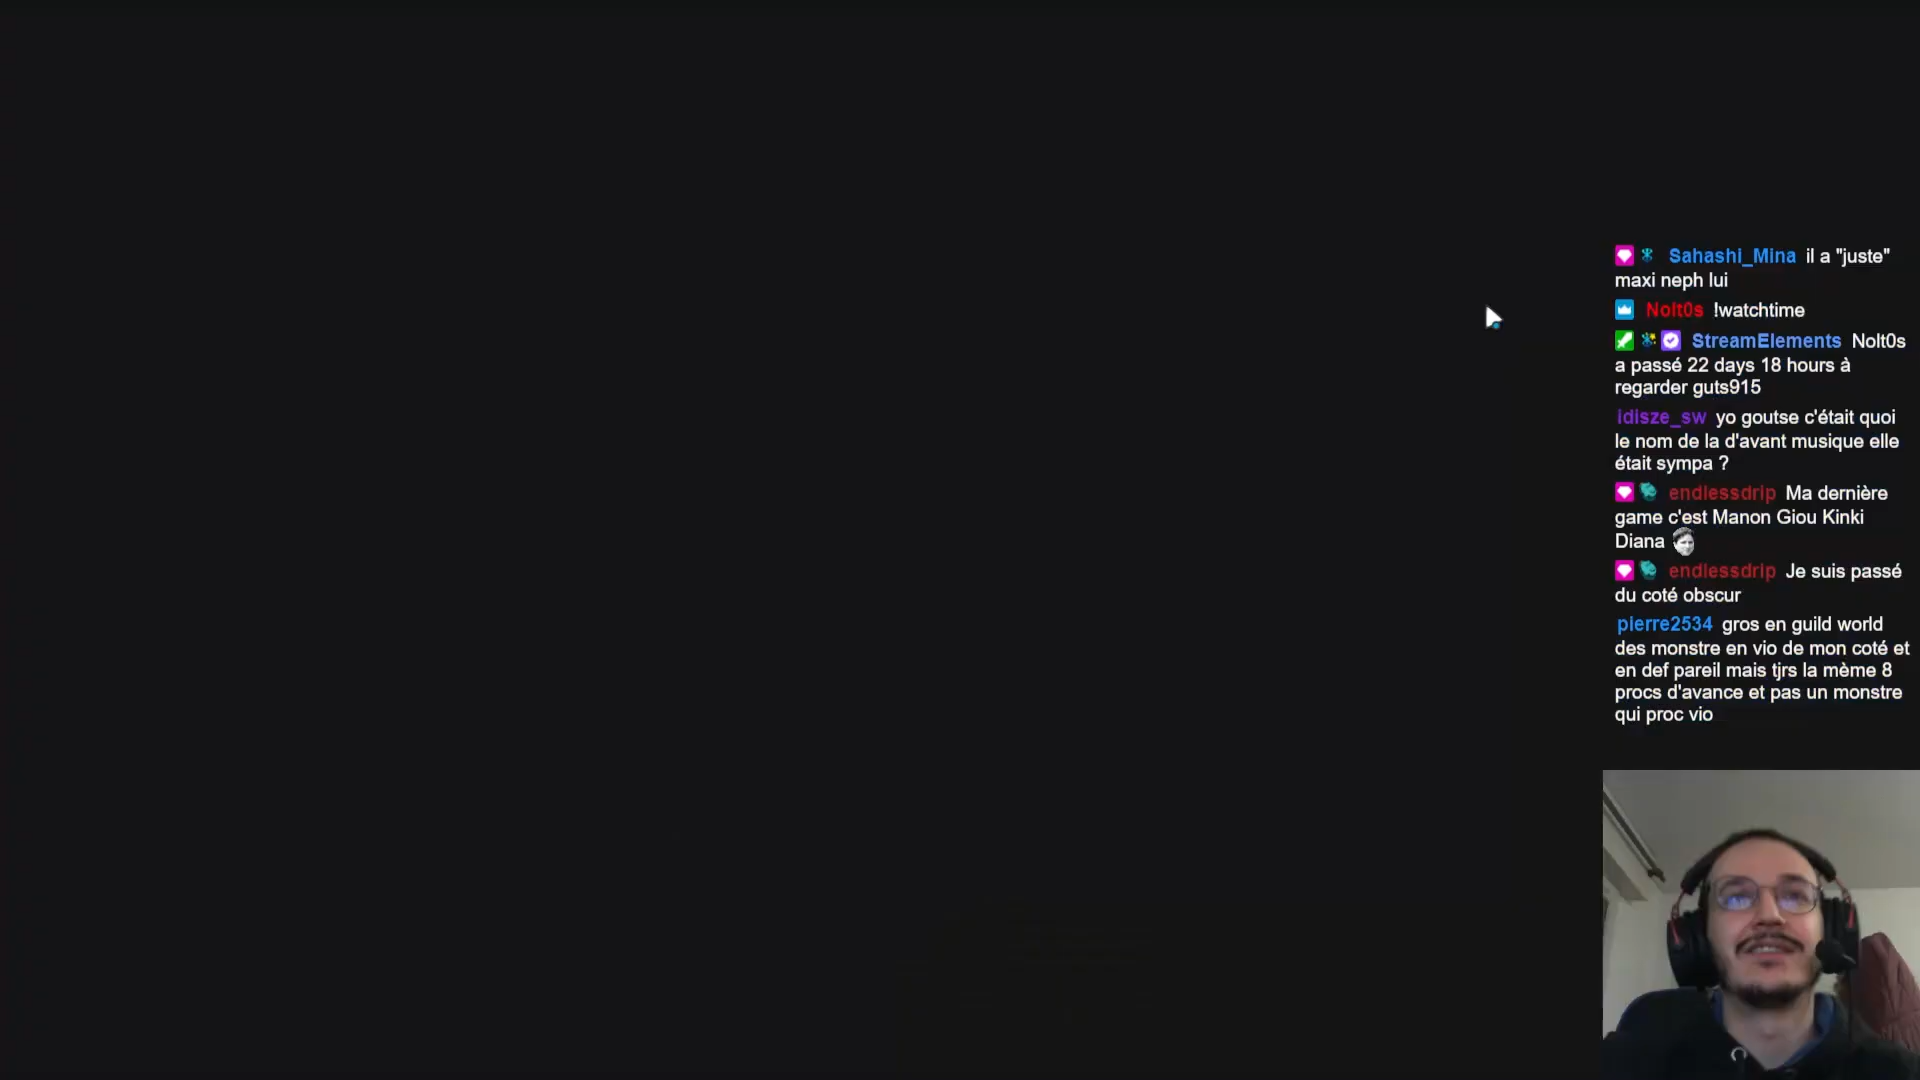 Sahashi_Mina il a "juste"
maxi neph lui
Nolt0s !watchtime
StreamElements Nolt0s
a passé 22 days 18 hours à
regarder guts915
idisze_sw yo goutse c'était quoi
le nom de la d'avant musique elle
était sympa ?
endlessdrip Ma dernière
game c'est Manon Giou Kinki
Diana
endlessdrip Je suis passé
du coté obscur
pierre2534 gros en guild world
des monstre en vio de mon coté et
en def pareil mais tjrs la mème 8
procs d'avance et pas un monstre
qui proc vio